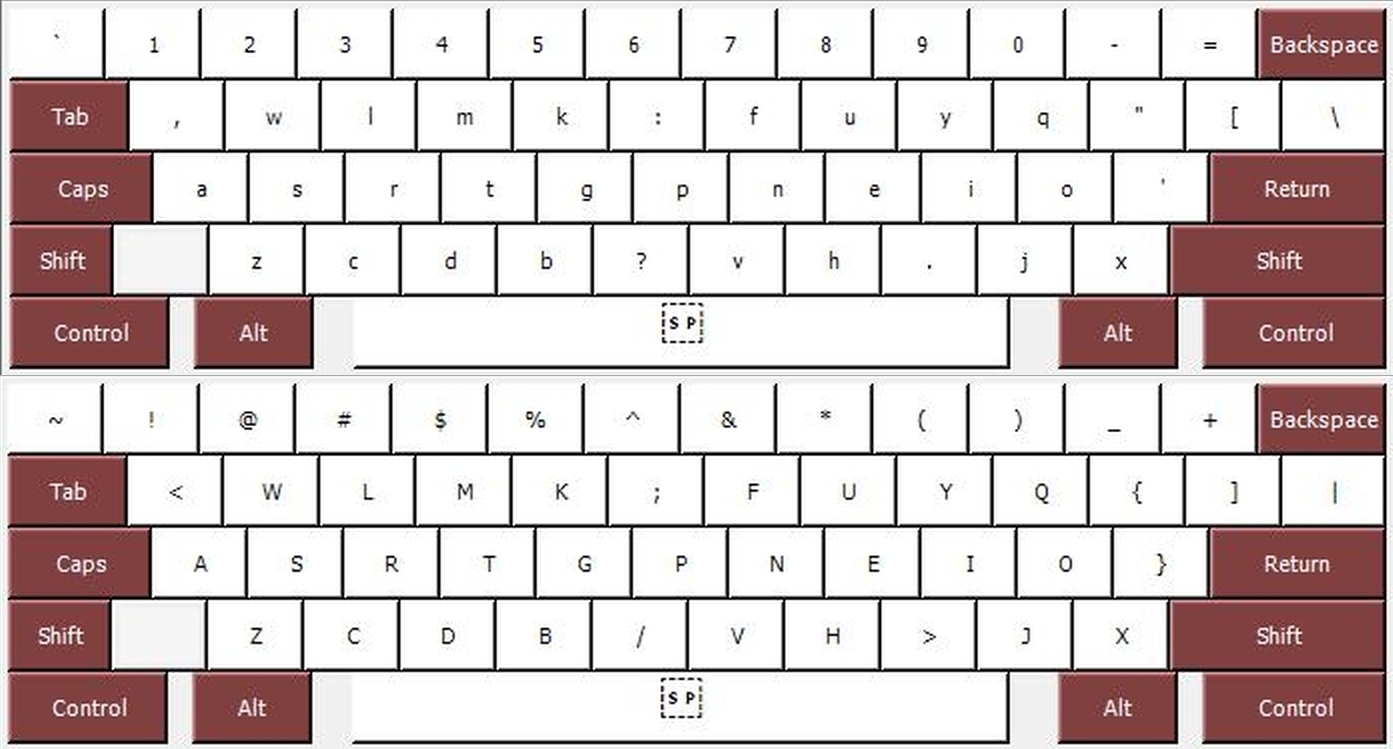 ` 1 2 3 4 5 6 7 8 9 0 - = Backspace
Tab , w l m k : f u y q " [ \
Caps a s r t g p n e i o ' Return
Shift z c d b ? v h . j x Shift
Control Alt SP Alt Control
~ ! @ # $ % ^ & * ( ) _ + Backspace
Tab < W L M K ; F U Y Q { ] |
Caps A S R T G P N E I O } Return
Shift Z C D B / V H > J X Shift
Control Alt SP Alt Control